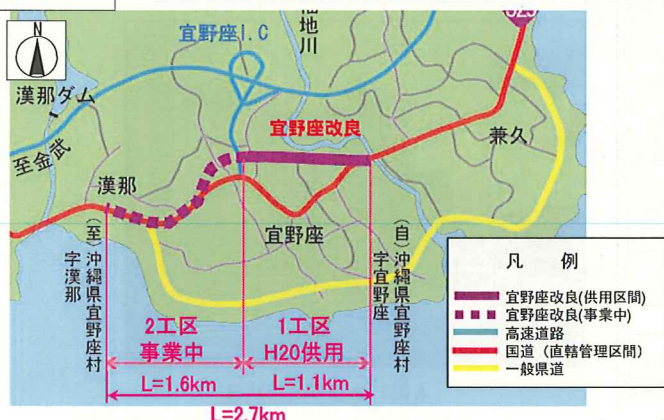 N
宜野座I.C
福地川
漢那ダム
至金武
宜野座改良
兼久
漢那
宜野座
(至)沖縄県宜野座村
字漢那
(自)沖縄県宜野座村
字宜野座
2工区
事業中
1工区
H20供用
L=1.6km
L=1.1km
L=2.7km
凡 例
宜野座改良(供用区間)
宜野座改良(事業中)
高速道路
国道(直轄管理区間)
一般県道